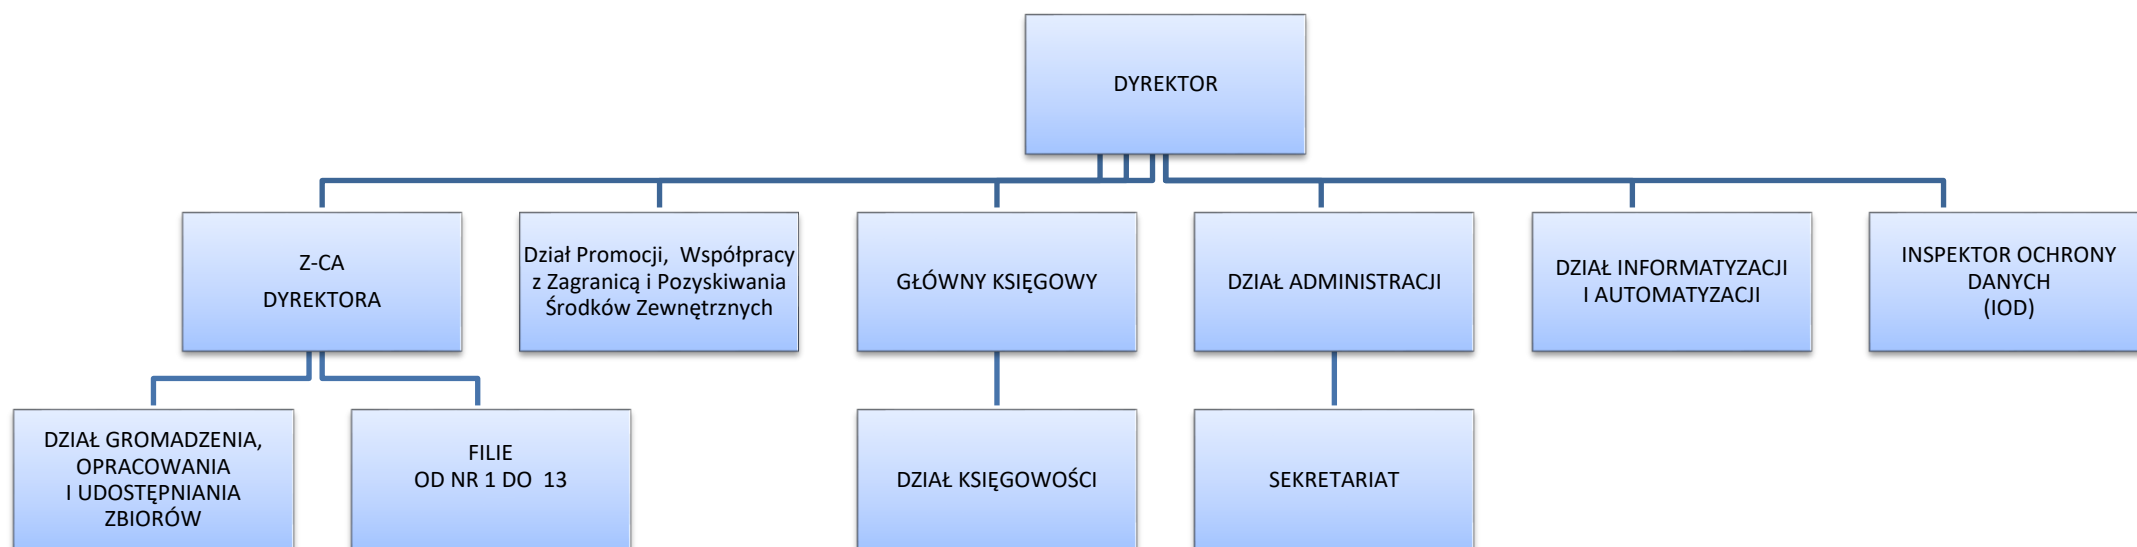 DYREKTOR
Z-CA
DYREKTORA
Dział Promocji, Współpracy
z Zagranicą i Pozyskiwania
Środków Zewnętrznych
GŁÓWNY KSIĘGOWY
DZIAŁ ADMINISTRACJI
DZIAŁ INFORMATYZACJI
I AUTOMATYZACJI
INSPEKTOR OCHRONY
DANYCH
(IOD)
DZIAŁ GROMADZENIA,
OPRACOWANIA
I UDOSTĘPNIANIA
ZBIORÓW
FILIE
OD NR 1 DO 13
DZIAŁ KSIĘGOWOŚCI
SEKRETARIAT